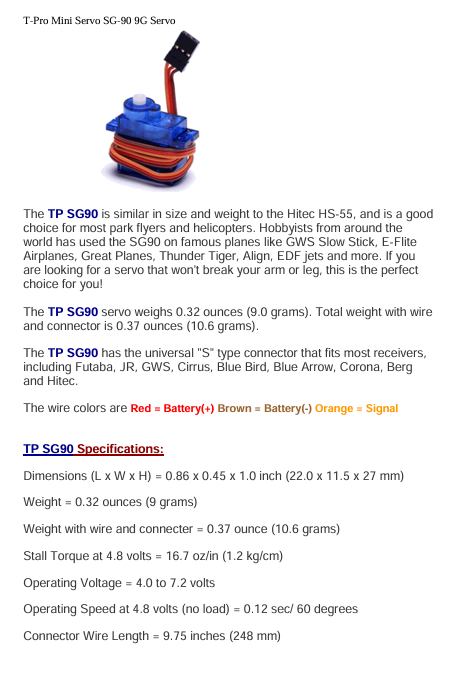 T-Pro Mini Servo SG-90 9G Servo
The TP SG90 is similar in size and weight to the Hitec HS-55, and is a good
choice for most park flyers and helicopters. Hobbyists from around the
world has used the SG90 on famous planes like GWS Slow Stick, E-Flite
Airplanes, Great Planes, Thunder Tiger, Align, EDF jets and more. If you
are looking for a servo that won't break your arm or leg, this is the perfect
choice for you!
The TP SG90 servo weighs 0.32 ounces (9.0 grams). Total weight with wire
and connector is 0.37 ounces (10.6 grams).
The TP SG90 has the universal "S" type connector that fits most receivers,
including Futaba, JR, GWS, Cirrus, Blue Bird, Blue Arrow, Corona, Berg
and Hitec.
The wire colors are Red = Battery(+) Brown = Battery(-) Orange = Signal
TP SG90 Specifications:
Dimensions (L x W x H) = 0.86 x 0.45 x 1.0 inch (22.0 x 11.5 x 27 mm)
Weight = 0.32 ounces (9 grams)
Weight with wire and connecter = 0.37 ounce (10.6 grams)
Stall Torque at 4.8 volts = 16.7 oz/in (1.2 kg/cm)
Operating Voltage = 4.0 to 7.2 volts
Operating Speed at 4.8 volts (no load) = 0.12 sec/ 60 degrees
Connector Wire Length = 9.75 inches (248 mm)